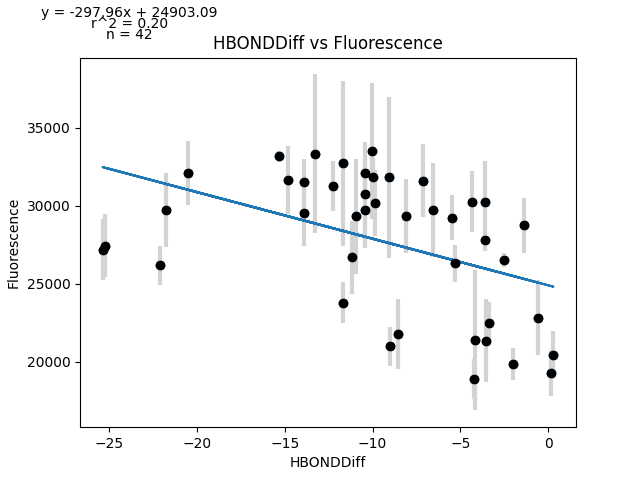 y = -297.96x + 24903.09
r^2 = 0.20
n = 42
HBONDDiff vs Fluorescence
35000
30000
25000
20000
Fluorescence
−25
−20
−15
−10
−5
0
HBONDDiff